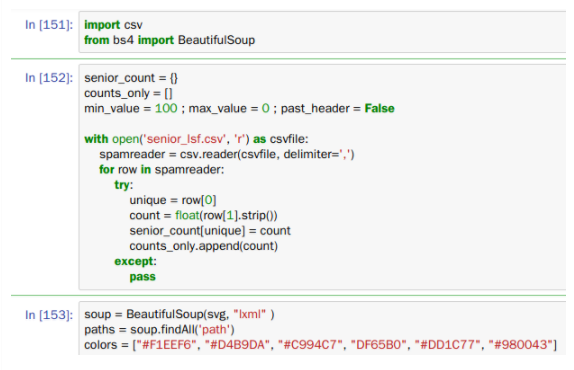 In [151]: import csv
from bs4 import BeautifulSoup
In [152]: senior_count = {}
counts_only = []
min_value = 100 ; max_value = 0 ; past_header = False
with open('senior_lsf.csv', 'r') as csvfile:
spamreader = csv.reader(csvfile, delimiter=',')
for row in spamreader:
try:
unique = row[0]
count = float(row[1].strip())
senior_count[unique] = count
counts_only.append(count)
except:
pass
In [153]: soup = BeautifulSoup(svg, "lxml" )
paths = soup.findAll('path')
colors = ["#F1EEF6", "#D4B9DA", "#C994C7", "DF65B0", "#DD1C77", "#980043"]